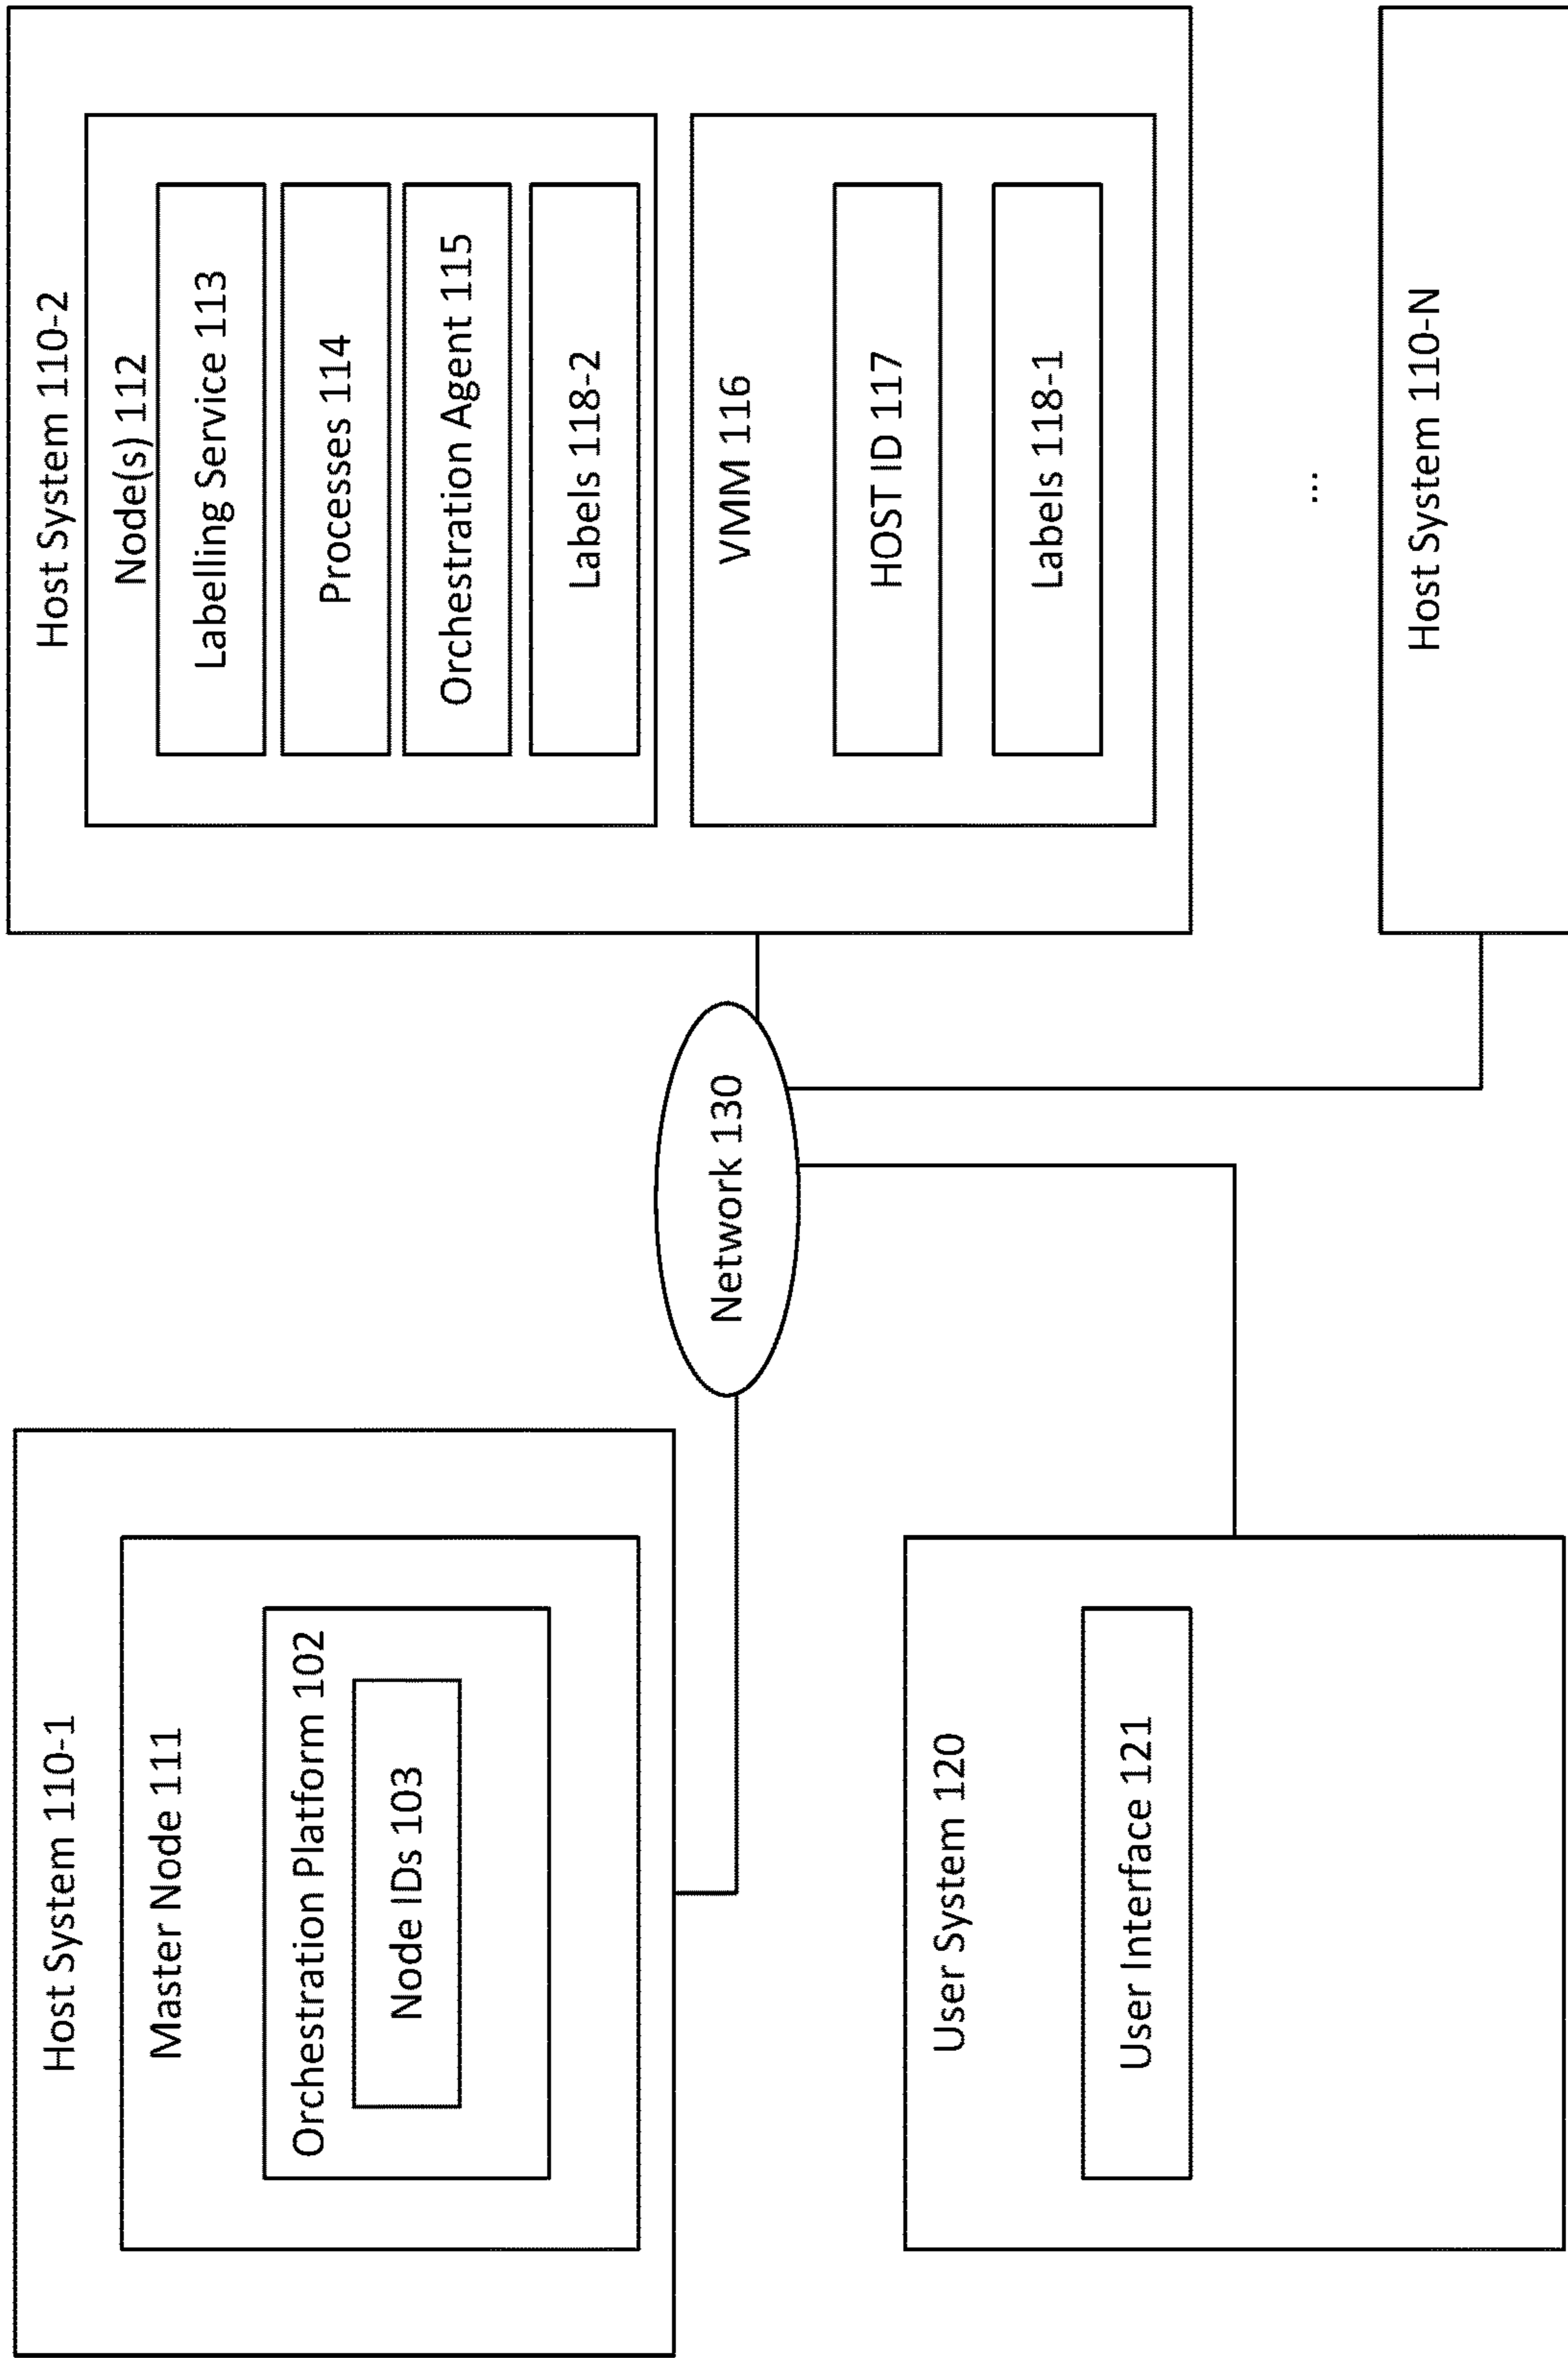 Host System 110-1
Master Node 111
Orchestration Platform 102
Node IDs 103
User System 120
User Interface 121
Network 130
Host System 110-2
Node(s) 112
Labelling Service 113
Processes 114
Orchestration Agent 115
Labels 118-2
VMM 116
HOST ID 117
Labels 118-1
...
Host System 110-N